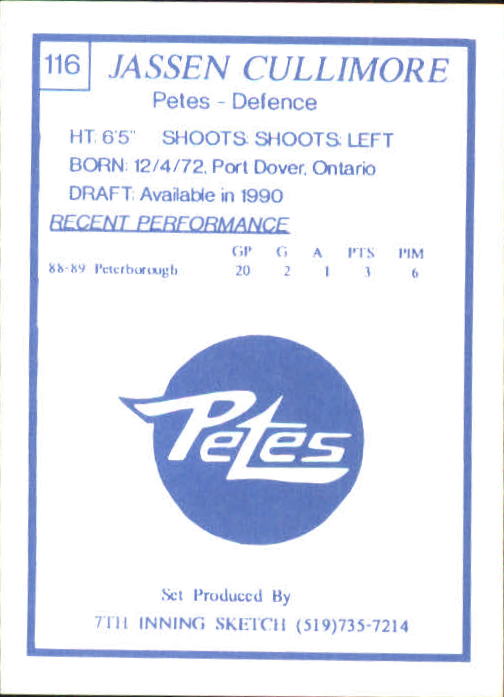 116
JASSEN CULLIMORE
Petes - Defence
HT: 6'5" SHOOTS: SHOOTS: LEFT
BORN: 12/4/72, Port Dover, Ontario
DRAFT: Available in 1990
RECENT PERFORMANCE
GP G A PTS PIM
88-89 Peterborough 20 2 1 3 6
Petes
Set Produced By
7TH INNING SKETCH (519)735-7214